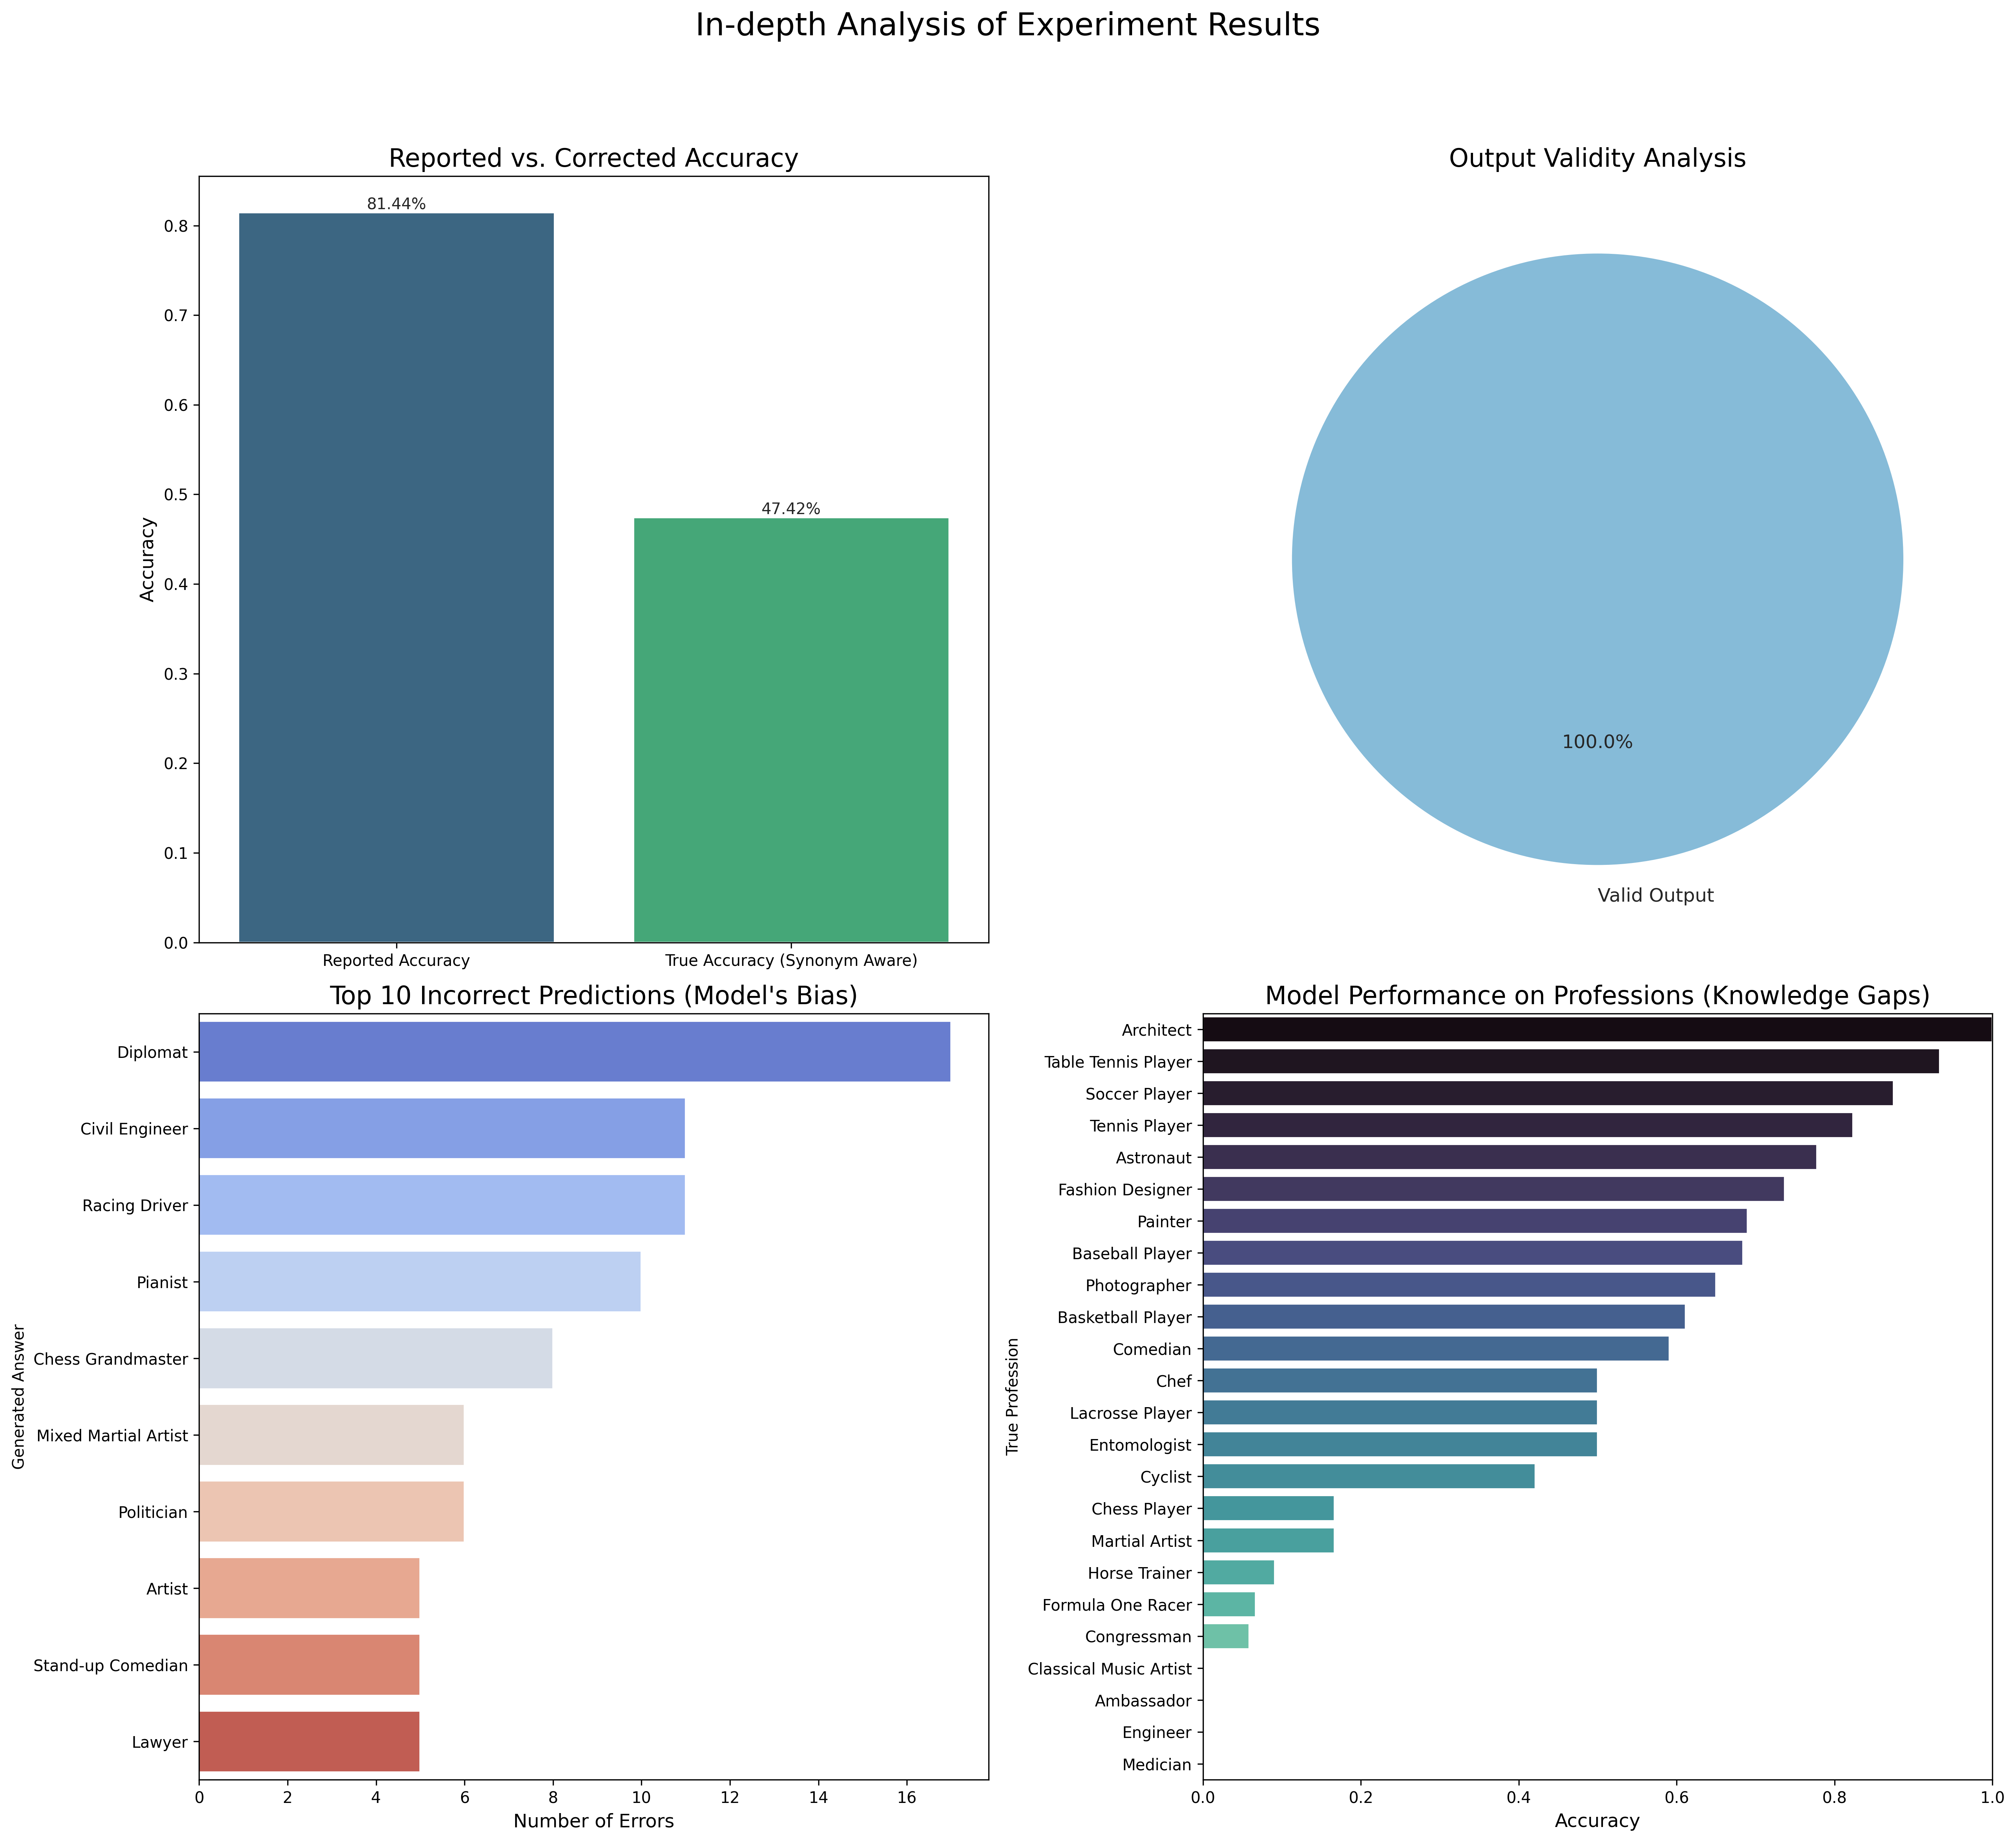 In-depth Analysis of Experiment Results
Reported vs. Corrected Accuracy
Accuracy
0.8
0.7
0.6
0.5
0.4
0.3
0.2
0.1
0.0
81.44%
47.42%
Reported Accuracy
True Accuracy (Synonym Aware)
Output Validity Analysis
100.0%
Valid Output
Top 10 Incorrect Predictions (Model's Bias)
Generated Answer
Diplomat
Civil Engineer
Racing Driver
Pianist
Chess Grandmaster
Mixed Martial Artist
Politician
Artist
Stand-up Comedian
Lawyer
0 2 4 6 8 10 12 14 16
Number of Errors
Model Performance on Professions (Knowledge Gaps)
True Profession
Architect
Table Tennis Player
Soccer Player
Tennis Player
Astronaut
Fashion Designer
Painter
Baseball Player
Photographer
Basketball Player
Comedian
Chef
Lacrosse Player
Entomologist
Cyclist
Chess Player
Martial Artist
Horse Trainer
Formula One Racer
Congressman
Classical Music Artist
Ambassador
Engineer
Medician
0.0 0.2 0.4 0.6 0.8 1.0
Accuracy